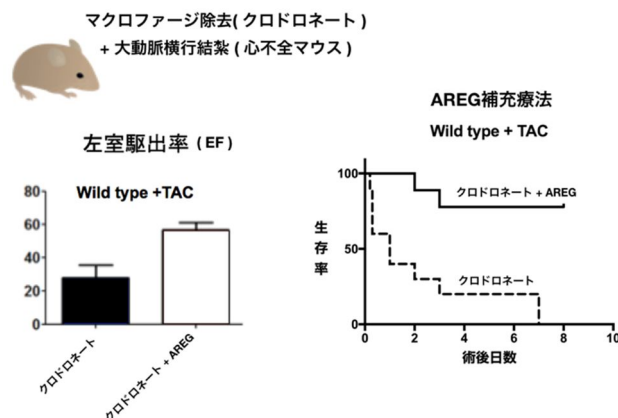 マクロファージ除去( クロドロネート )
+ 大動脈横行結紮 ( 心不全マウス )
左室駆出率 ( EF )
Wild type +TAC
80
60
40
20
0
クロドロネート
クロドロネート + AREG
AREG補充療法
Wild type + TAC
生存率
100
50
0
クロドロネート + AREG
クロドロネート
0 2 4 6 8 10
術後日数